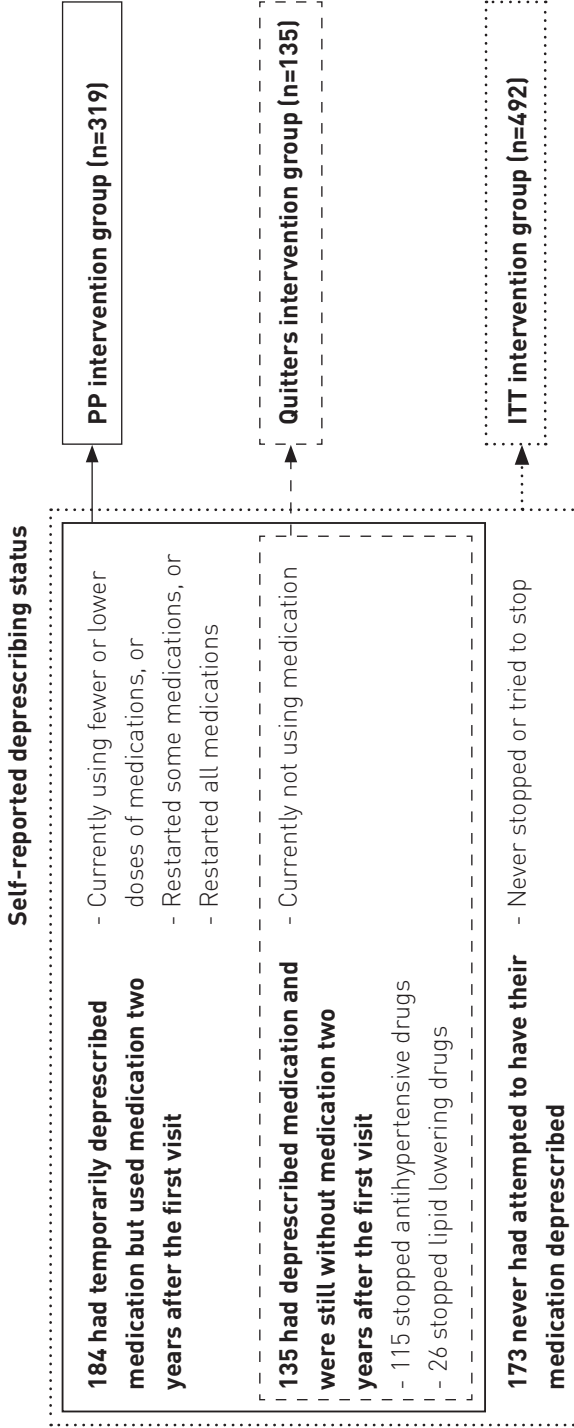 Self-reported deprescribing status
184 had temporarily deprescribed
medication but used medication two
years after the first visit
- Currently using fewer or lower
doses of medications, or
- Restarted some medications, or
- Restarted all medications
PP intervention group (n=319)
135 had deprescribed medication and
were still without medication two
years after the first visit
- 115 stopped antihypertensive drugs
- 26 stopped lipid lowering drugs
- Currently not using medication
Quitters intervention group (n=135)
173 never had attempted to have their
medication deprescribed
- Never stopped or tried to stop
ITT intervention group (n=492)